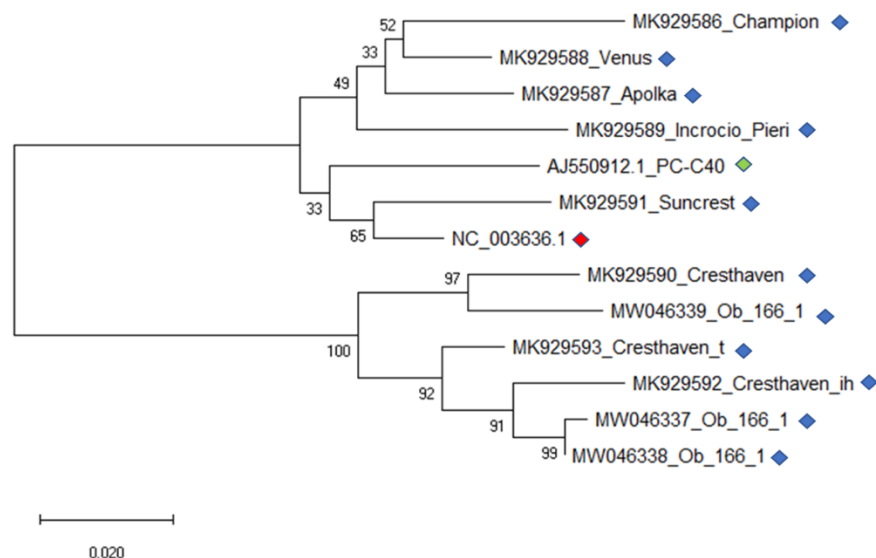 MK929586_Champion
52
33
MK929588_Venus
49
MK929587_Apolka
MK929589_Incrocio_Pieri
AJ550912.1_PC-C40
33
MK929591_Suncrest
65
NC_003636.1
97
MK929590_Cresthaven
MW046339_Ob_166_1
100
MK929593_Cresthaven_t
92
MK929592_Cresthaven_ih
91
MW046337_Ob_166_1
99
MW046338_Ob_166_1
0.020